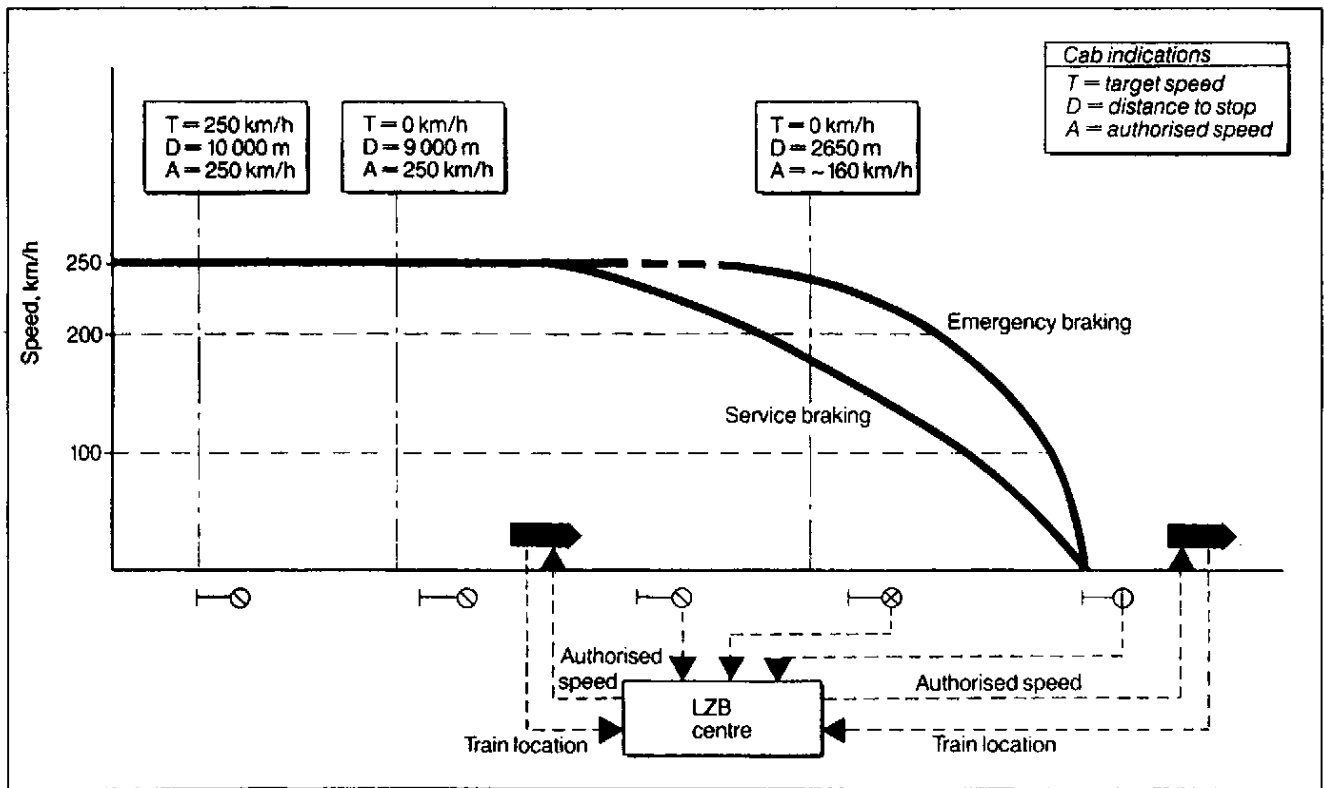 Cab indications
T = target speed
D = distance to stop
A = authorised speed
T = 250 km/h
D = 10 000 m
A = 250 km/h
T = 0 km/h
D = 9 000 m
A = 250 km/h
T = 0 km/h
D = 2650 m
A = ~160 km/h
Speed, km/h
250
200
100
Emergency braking
Service braking
Authorised
speed
LZB
centre
Authorised speed
Train location
Train location